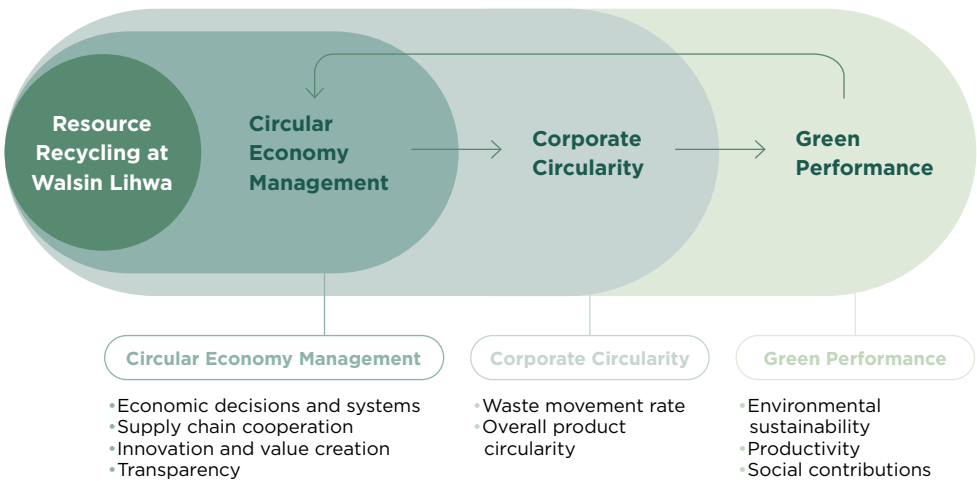 Resource
Recycling at
Walsin Lihwa
Circular
Economy
Management
Corporate
Circularity
Green
Performance
Circular Economy Management
•Economic decisions and systems
•Supply chain cooperation
•Innovation and value creation
•Transparency
Corporate Circularity
•Waste movement rate
•Overall product
circularity
Green Performance
•Environmental
sustainability
•Productivity
•Social contributions